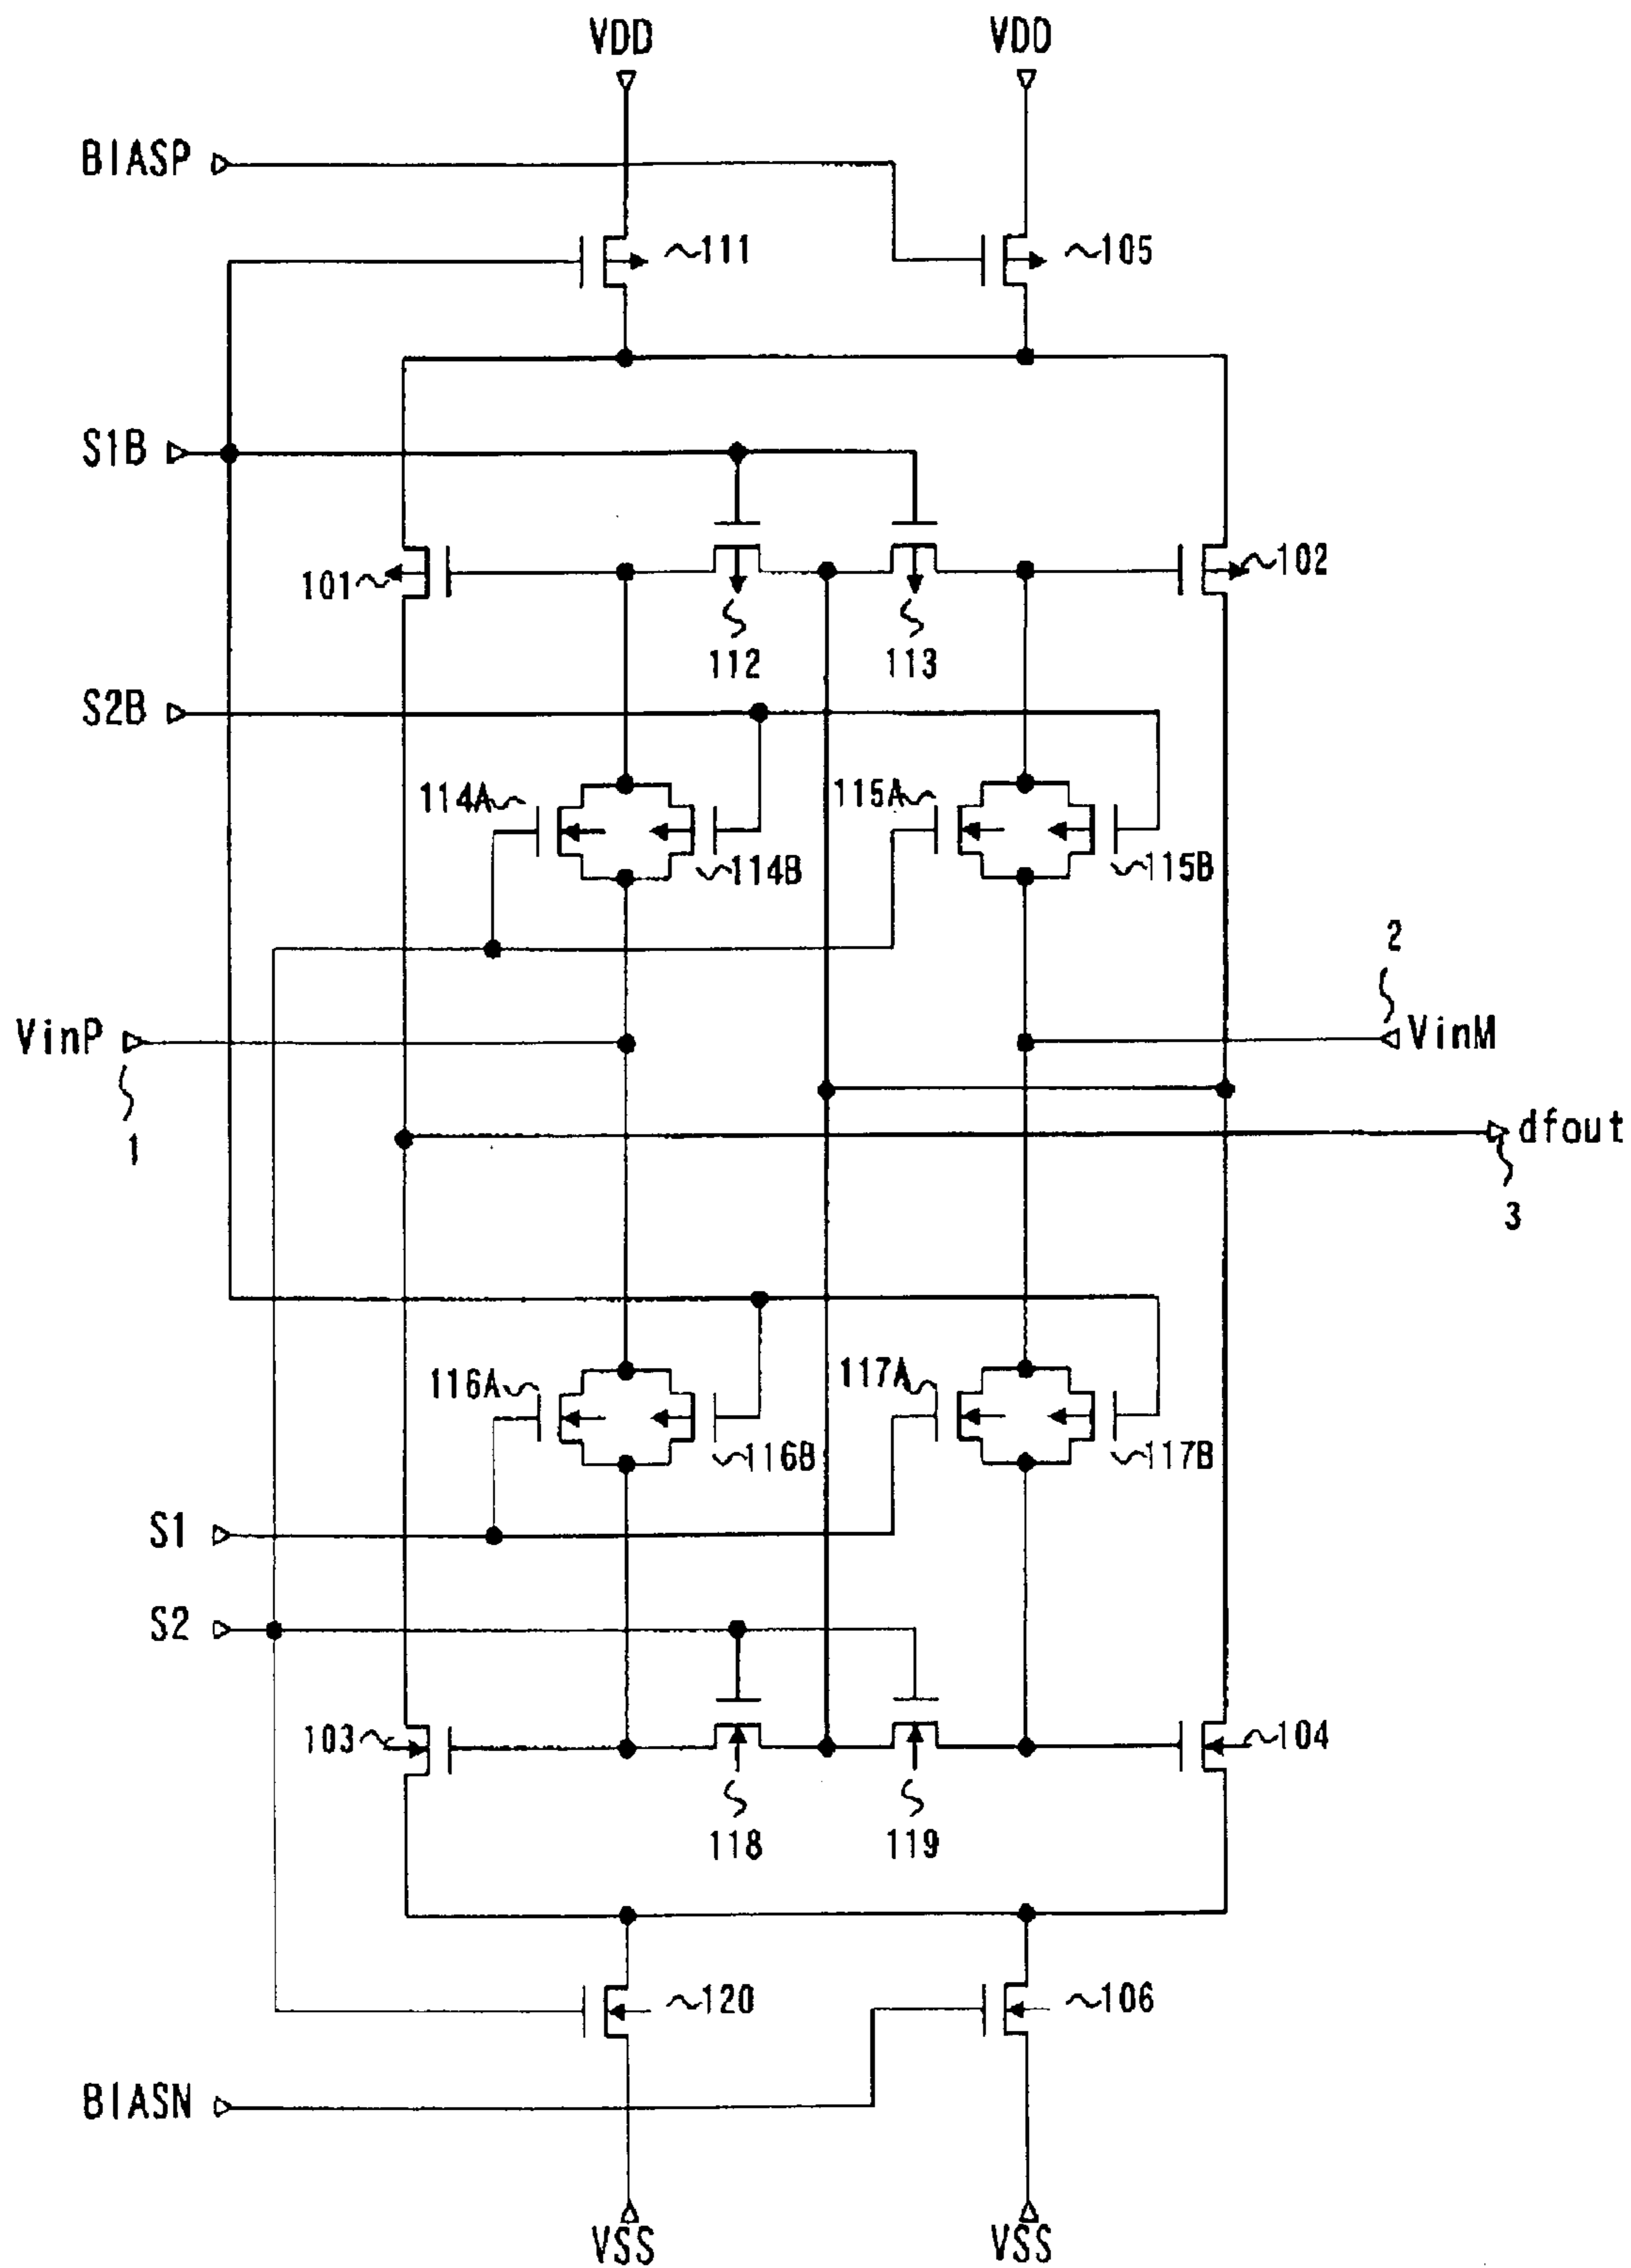 VDD VDD
BIASP
111 105
S1B
101 102
112 113
S2B
114A 115A
114B 115B
2
VinP VinM
1
dfout
3
116A 117A
116B 117B
S1
S2
103 104
118 119
120 106
BIASN
VSS VSS